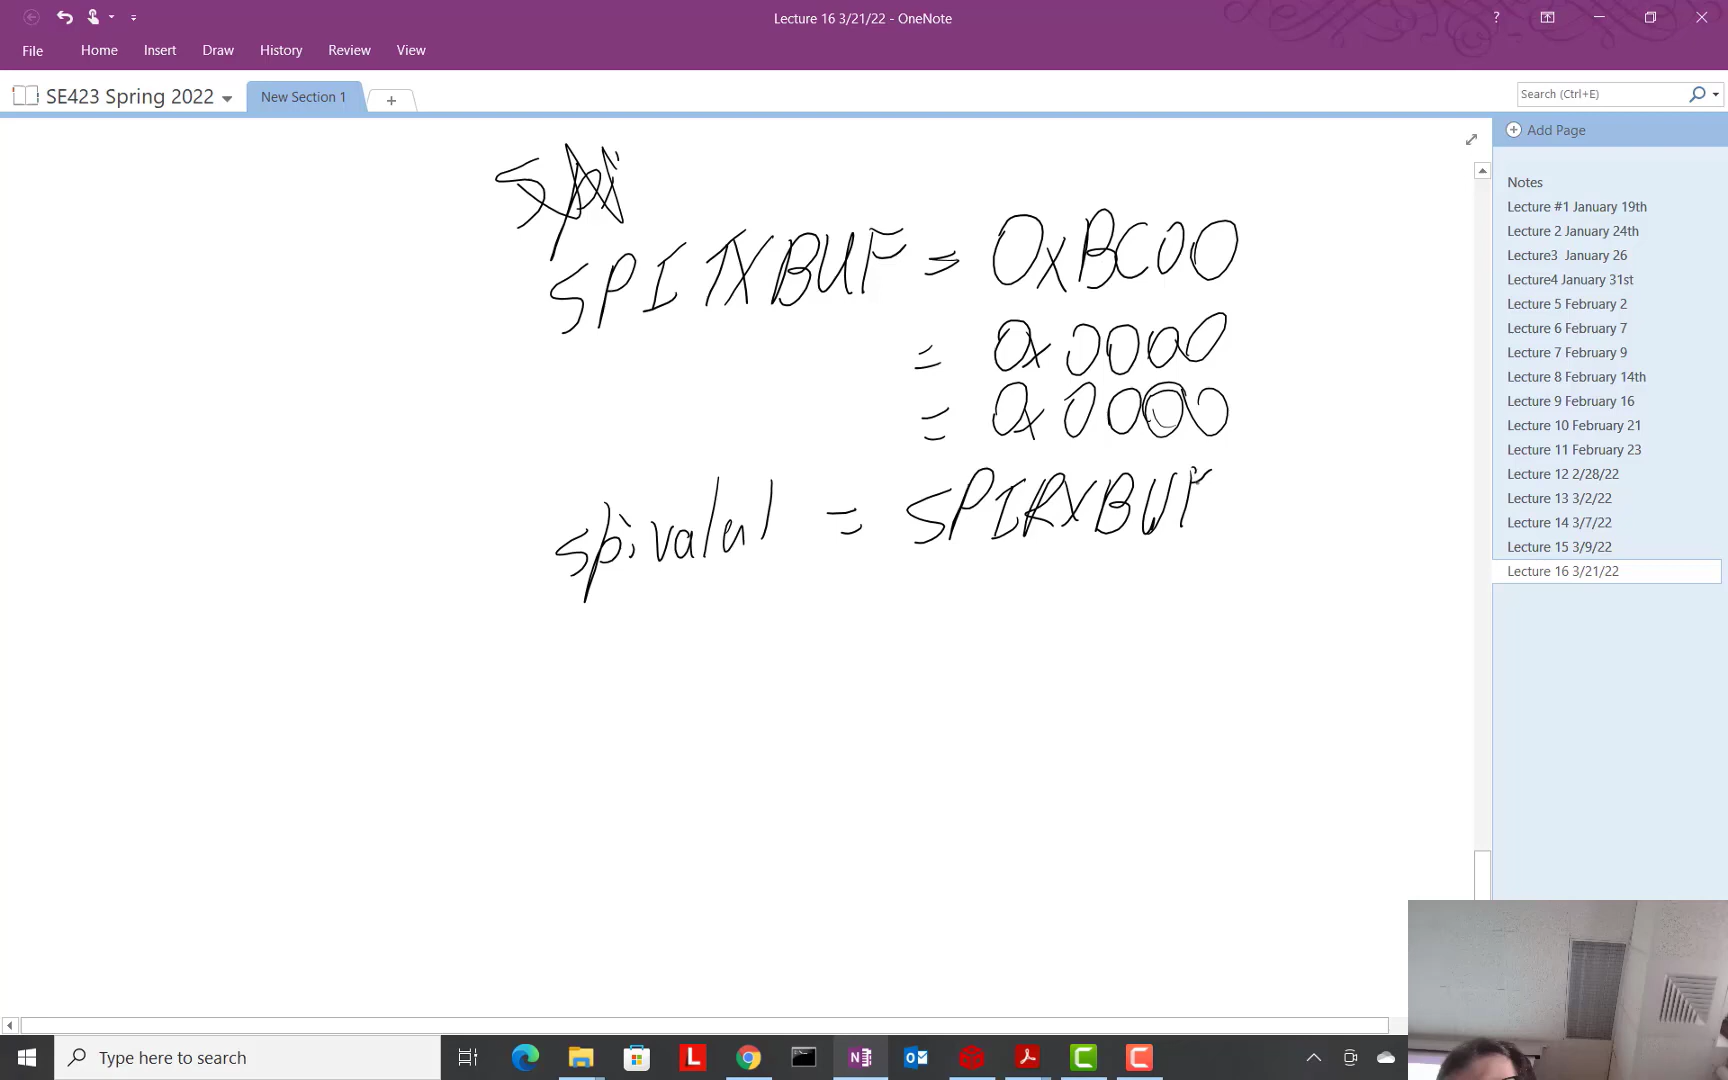 Lecture 16 3/21/22 - OneNote
?
File Home Insert Draw History Review View
SE423 Spring 2022
New Section 1
+
Search (Ctrl+E)
Add Page
Notes
Lecture #1 January 19th
Lecture 2 January 24th
Lecture3 January 26
Lecture4 January 31st
Lecture 5 February 2
Lecture 6 February 7
Lecture 7 February 9
Lecture 8 February 14th
Lecture 9 February 16
Lecture 10 February 21
Lecture 11 February 23
Lecture 12 2/28/22
Lecture 13 3/2/22
Lecture 14 3/7/22
Lecture 15 3/9/22
Lecture 16 3/21/22
SPITXBUF = 0xBC00
= 0x0000
= 0x0000
= SPIRXBUF
Type here to search
L
N
C
C